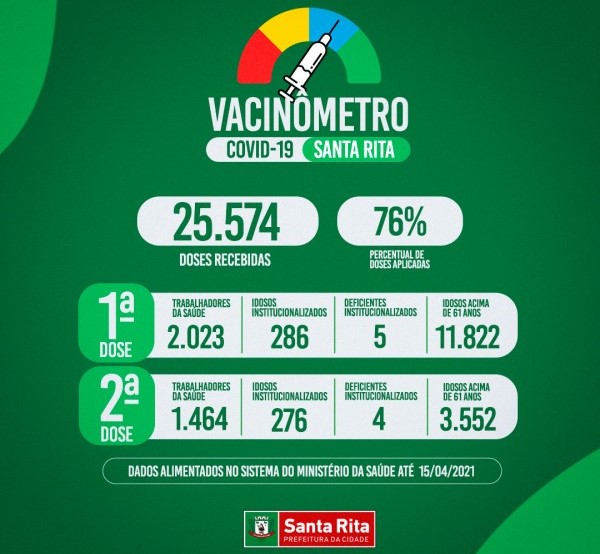 VACINÔMETRO
COVID-19 SANTA RITA
25.574
DOSES RECEBIDAS
76%
PERCENTUAL DE
DOSES APLICADAS
1ª
DOSE
TRABALHADORES
DA SAÚDE
2.023
IDOSOS
INSTITUCIONALIZADOS
286
DEFICIENTES
INSTITUCIONALIZADOS
5
IDOSOS ACIMA
DE 61 ANOS
11.822
2ª
DOSE
TRABALHADORES
DA SAÚDE
1.464
IDOSOS
INSTITUCIONALIZADOS
276
DEFICIENTES
INSTITUCIONALIZADOS
4
IDOSOS ACIMA
DE 61 ANOS
3.552
DADOS ALIMENTADOS NO SISTEMA DO MINISTÉRIO DA SAÚDE ATÉ 15/04/2021
Santa Rita
PREFEITURA DA CIDADE